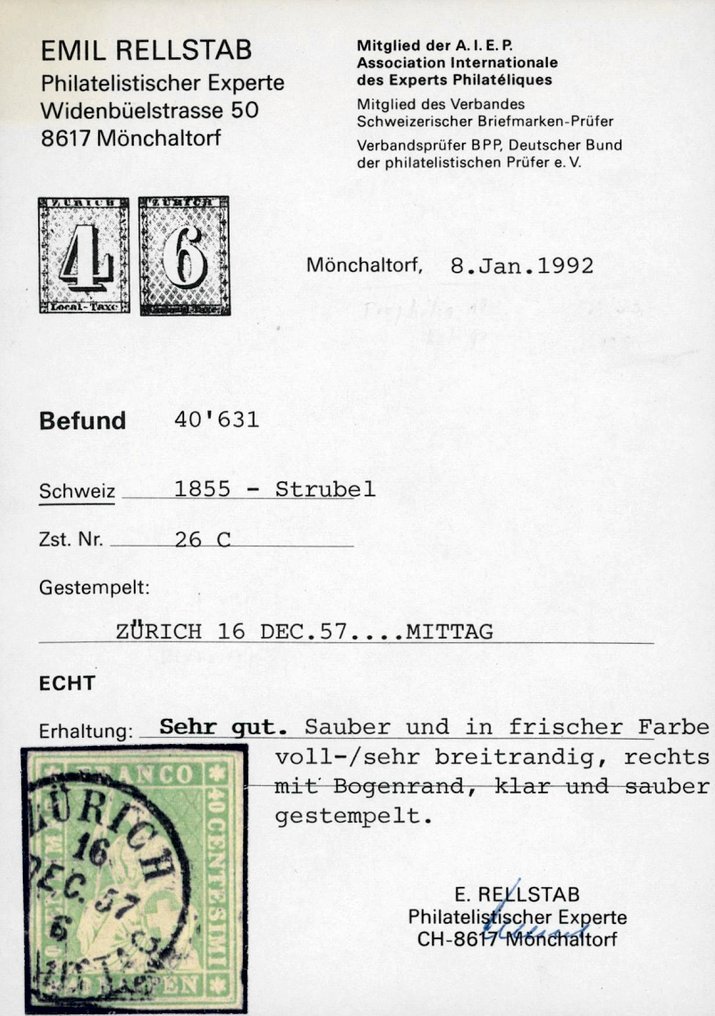 EMIL RELLSTAB
Philatelistischer Experte
Widenbüelstrasse 50
8617 Mönchaltorf
Mitglied der A.I.E.P.
Association Internationale
des Experts Philatéliques
Mitglied des Verbandes
Schweizerischer Briefmarken-Prüfer
Verbandsprüfer BPP, Deutscher Bund
der philatelistischen Prüfer e.V.
ZÜRICH
4
Local-Taxe
ZÜRICH
6
Mönchaltorf, 8.Jan.1992
Befund 40'631
Schweiz 1855 - Strubel
Zst. Nr. 26 C
Gestempelt:
ZÜRICH 16 DEC.57....MITTAG
ECHT
Erhaltung: Sehr gut. Sauber und in frischer Farbe
voll-/sehr breitrandig, rechts
mit Bogenrand, klar und sauber
gestempelt.
FRANCO
40 CENTESIMI
ZÜRICH
16
DEC. 57
E. RELLSTAB
Philatelistischer Experte
CH-8617 Mönchaltorf